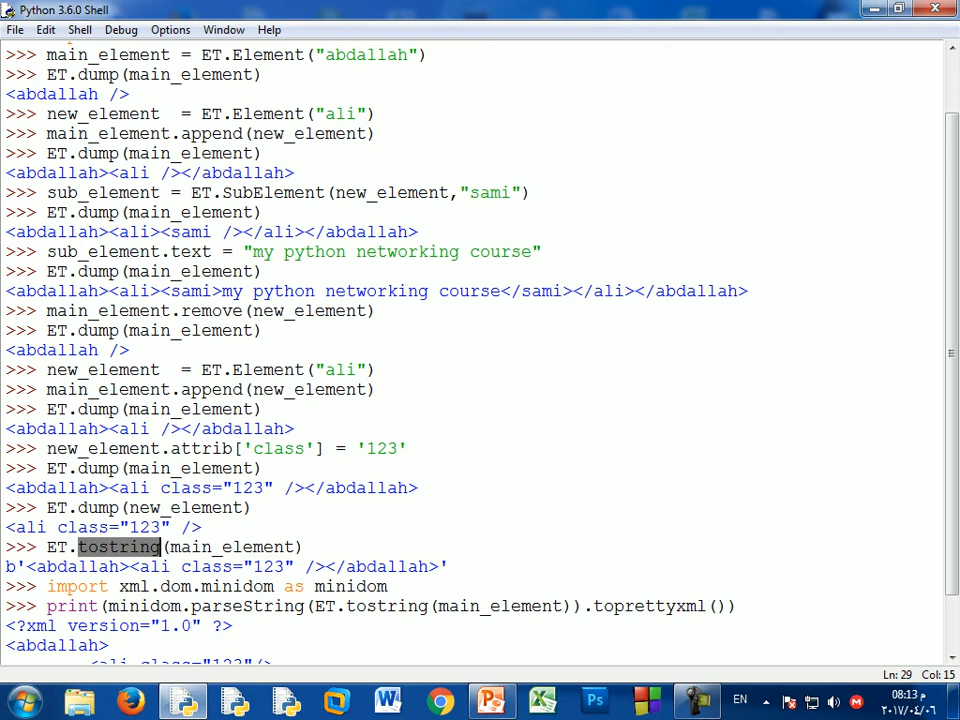 Python 3.6.0 Shell
File Edit Shell Debug Options Window Help
>>> main_element = ET.Element("abdallah")
>>> ET.dump(main_element)
<abdallah />
>>> new_element  = ET.Element("ali")
>>> main_element.append(new_element)
>>> ET.dump(main_element)
<abdallah><ali /></abdallah>
>>> sub_element = ET.SubElement(new_element,"sami")
>>> ET.dump(main_element)
<abdallah><ali><sami /></ali></abdallah>
>>> sub_element.text = "my python networking course"
>>> ET.dump(main_element)
<abdallah><ali><sami>my python networking course</sami></ali></abdallah>
>>> main_element.remove(new_element)
>>> ET.dump(main_element)
<abdallah />
>>> new_element  = ET.Element("ali")
>>> main_element.append(new_element)
>>> ET.dump(main_element)
<abdallah><ali /></abdallah>
>>> new_element.attrib['class'] = '123'
>>> ET.dump(main_element)
<abdallah><ali class="123" /></abdallah>
>>> ET.dump(new_element)
<ali class="123" />
>>> ET.tostring(main_element)
b'<abdallah><ali class="123" /></abdallah>'
>>> import xml.dom.minidom as minidom
>>> print(minidom.parseString(ET.tostring(main_element)).toprettyxml())
<?xml version="1.0" ?>
<abdallah>
<ali class="123"/>
Ln: 29 Col: 15
EN
08:13 م
٢٠١٧/٠٤/٠٦